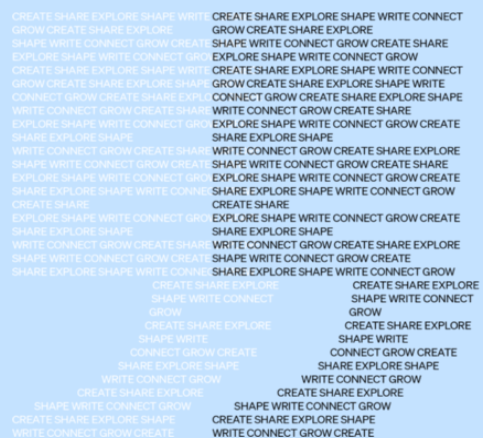 CREATE SHARE EXPLORE SHAPE WRITE CREATE SHARE EXPLORE SHAPE WRITE CONNECT
GROW CREATE SHARE EXPLORE GROW CREATE SHARE EXPLORE
SHAPE WRITE CONNECT GROW CREATE SHAPE WRITE CONNECT GROW CREATE SHARE
EXPLORE SHAPE WRITE CONNECT GROW EXPLORE SHAPE WRITE CONNECT GROW
CREATE SHARE EXPLORE SHAPE WRITE CREATE SHARE EXPLORE SHAPE WRITE CONNECT
GROW CREATE SHARE EXPLORE SHAPE GROW CREATE SHARE EXPLORE SHAPE WRITE
CONNECT GROW CREATE SHARE CONNECT GROW CREATE SHARE EXPLORE SHAPE
WRITE CONNECT GROW CREATE SHARE WRITE CONNECT GROW CREATE SHARE
EXPLORE SHAPE WRITE CONNECT GROW EXPLORE SHAPE WRITE CONNECT GROW CREATE
SHARE EXPLORE SHAPE SHARE EXPLORE SHAPE
WRITE CONNECT GROW CREATE SHARE WRITE CONNECT GROW CREATE SHARE EXPLORE
SHAPE WRITE CONNECT GROW CREATE SHAPE WRITE CONNECT GROW CREATE SHARE
EXPLORE SHAPE WRITE CONNECT GROW EXPLORE SHAPE WRITE CONNECT GROW CREATE
SHARE EXPLORE SHAPE WRITE CONNECT SHARE EXPLORE SHAPE WRITE CONNECT GROW
CREATE SHARE CREATE SHARE
EXPLORE SHAPE WRITE CONNECT GROW EXPLORE SHAPE WRITE CONNECT GROW CREATE
SHARE EXPLORE SHAPE SHARE EXPLORE SHAPE
WRITE CONNECT GROW CREATE SHARE WRITE CONNECT GROW CREATE SHARE EXPLORE
SHAPE WRITE CONNECT GROW CREATE SHAPE WRITE CONNECT GROW CREATE
SHARE EXPLORE SHAPE WRITE CONNECT SHARE EXPLORE SHAPE WRITE CONNECT GROW
CREATE SHARE EXPLORE CREATE SHARE EXPLORE
SHAPE WRITE CONNECT SHAPE WRITE CONNECT
GROW GROW
CREATE SHARE EXPLORE CREATE SHARE EXPLORE
SHAPE WRITE SHAPE WRITE
CONNECT GROW CREATE CONNECT GROW CREATE
SHARE EXPLORE SHAPE SHARE EXPLORE SHAPE
WRITE CONNECT GROW WRITE CONNECT GROW
CREATE SHARE EXPLORE CREATE SHARE EXPLORE
SHAPE WRITE CONNECT GROW SHAPE WRITE CONNECT GROW
CREATE SHARE EXPLORE SHAPE CREATE SHARE EXPLORE SHAPE
WRITE CONNECT GROW CREATE WRITE CONNECT GROW CREATE